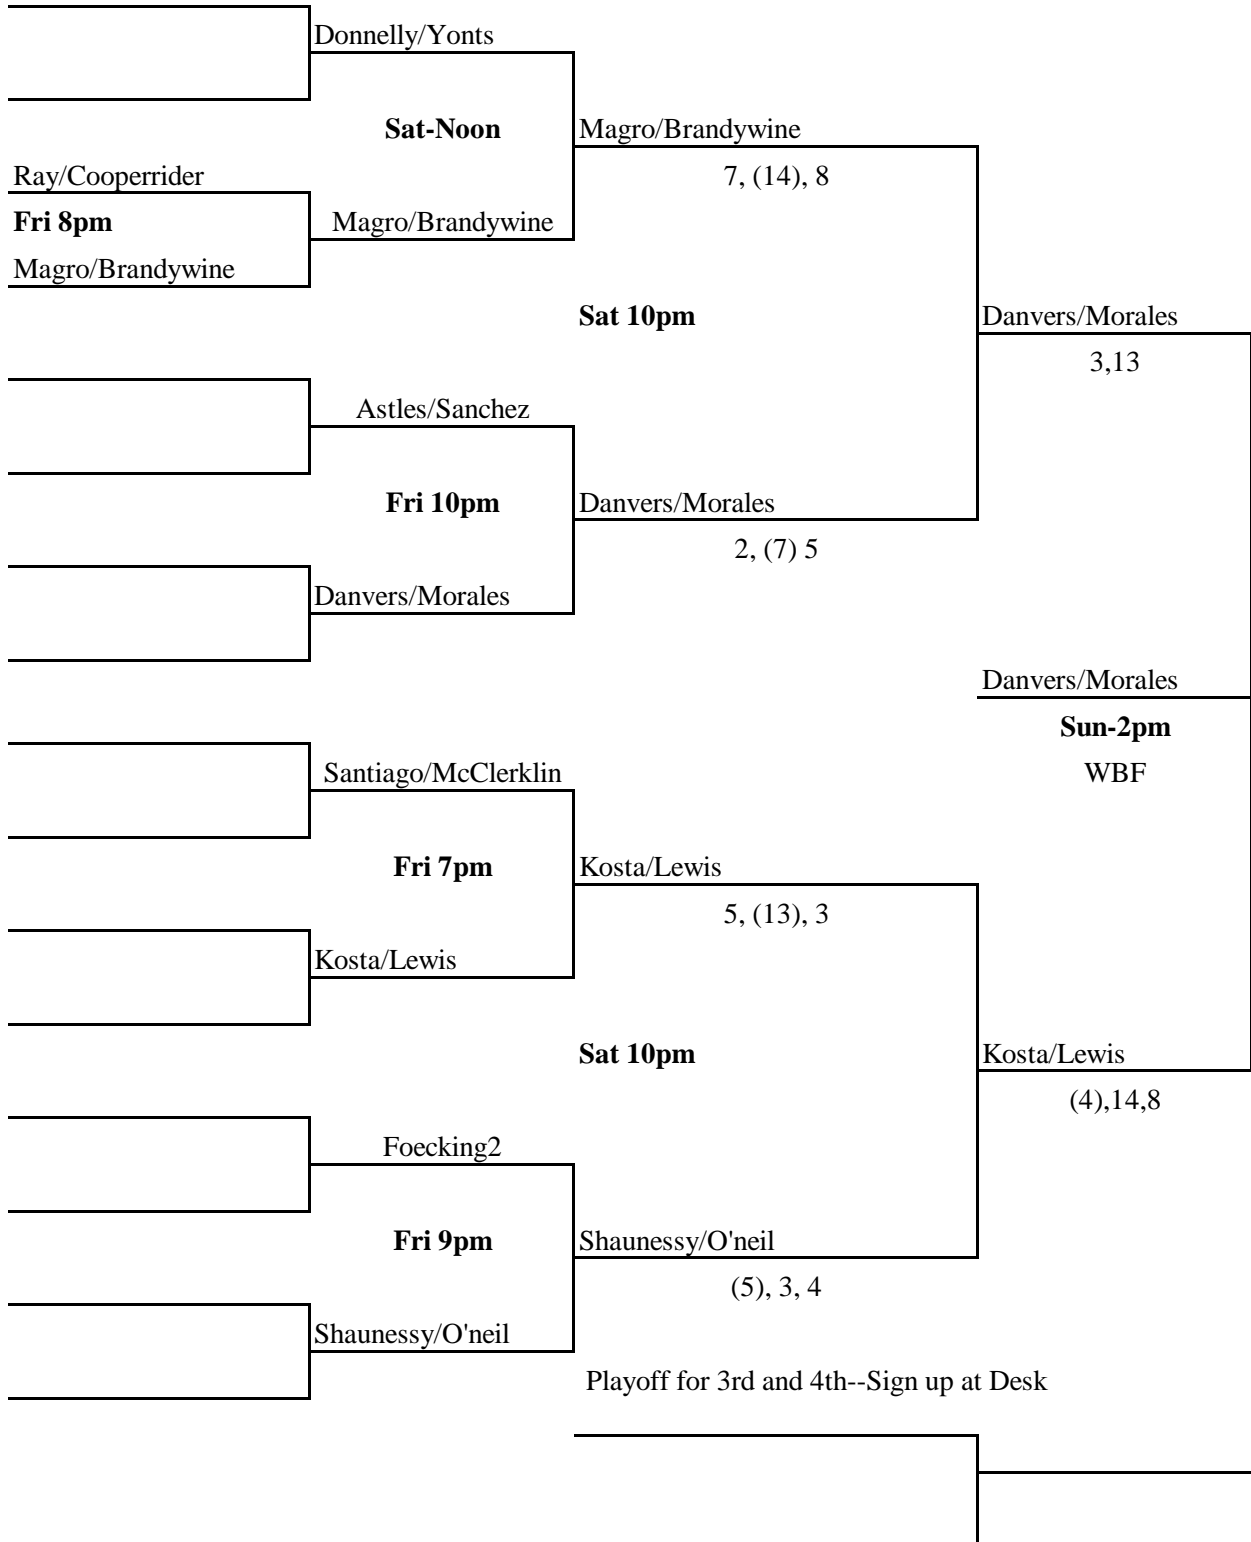 Donnelly/Yonts
Sat-Noon
Magro/Brandywine
Ray/Cooperrider
7, (14), 8
Fri 8pm
Magro/Brandywine
Magro/Brandywine
Sat 10pm
Danvers/Morales
3,13
Astles/Sanchez
Fri 10pm
Danvers/Morales
2, (7) 5
Danvers/Morales
Danvers/Morales
Sun-2pm
Santiago/McClerklin
WBF
Fri 7pm
Kosta/Lewis
5, (13), 3
Kosta/Lewis
Sat 10pm
Kosta/Lewis
(4),14,8
Foecking2
Fri 9pm
Shaunessy/O'neil
(5), 3, 4
Shaunessy/O'neil
Playoff for 3rd and 4th--Sign up at Desk